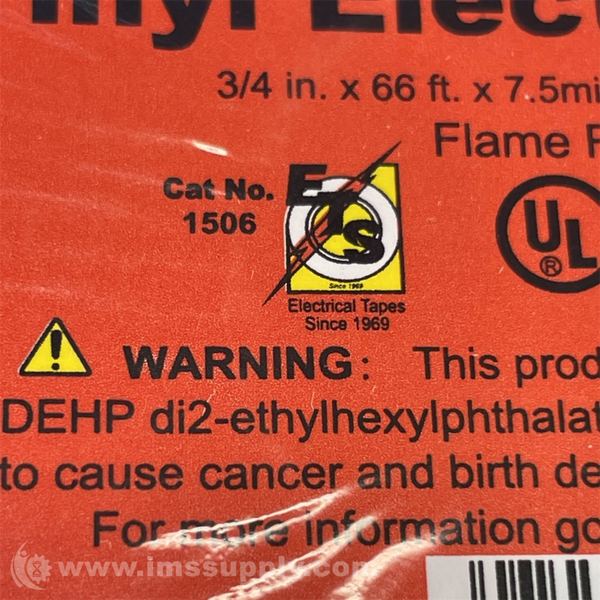 3/4 in. x 66 ft. x 7.5mi
Flame
Cat No.
1506
ETS
Since 1969
Electrical Tapes
Since 1969
UL
®
WARNING: This prod
DEHP di2-ethylhexylphthalat
to cause cancer and birth de
For more information go
www.imssupply.com